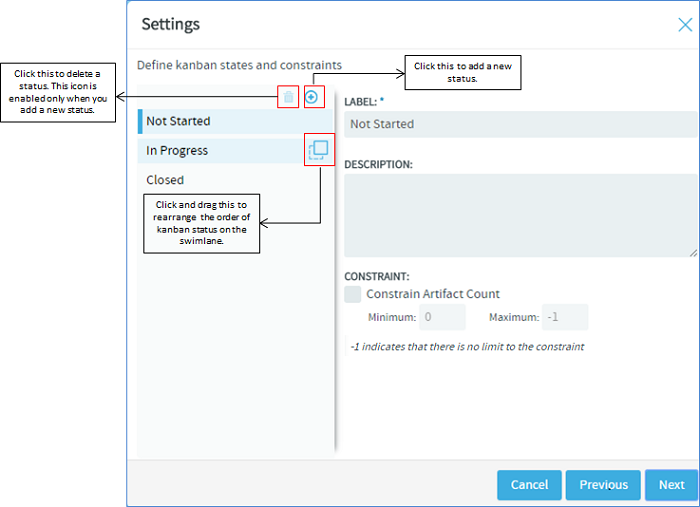 Settings
Define kanban states and constraints
Click this to delete a
status. This icon is
enabled only when you
add a new status.
Click this to add a new
status.
Not Started
In Progress
Closed
Click and drag this to
rearrange the order of
kanban status on the
swimlane.
LABEL: *
Not Started
DESCRIPTION:
CONSTRAINT:
Constrain Artifact Count
Minimum: 0 Maximum: -1
-1 indicates that there is no limit to the constraint
Cancel Previous Next